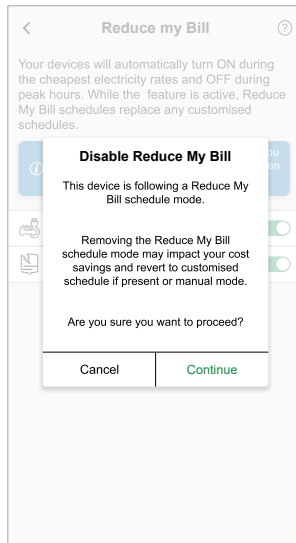 Reduce my Bill
Your devices will automatically turn ON during
the cheapest electricity rates and OFF during
peak hours. While the feature is active, Reduce
My Bill schedules replace any customised
schedules.
Disable Reduce My Bill
This device is following a Reduce My
Bill schedule mode.
Removing the Reduce My Bill
schedule mode may impact your cost
savings and revert to customised
schedule if present or manual mode.
Are you sure you want to proceed?
Cancel
Continue